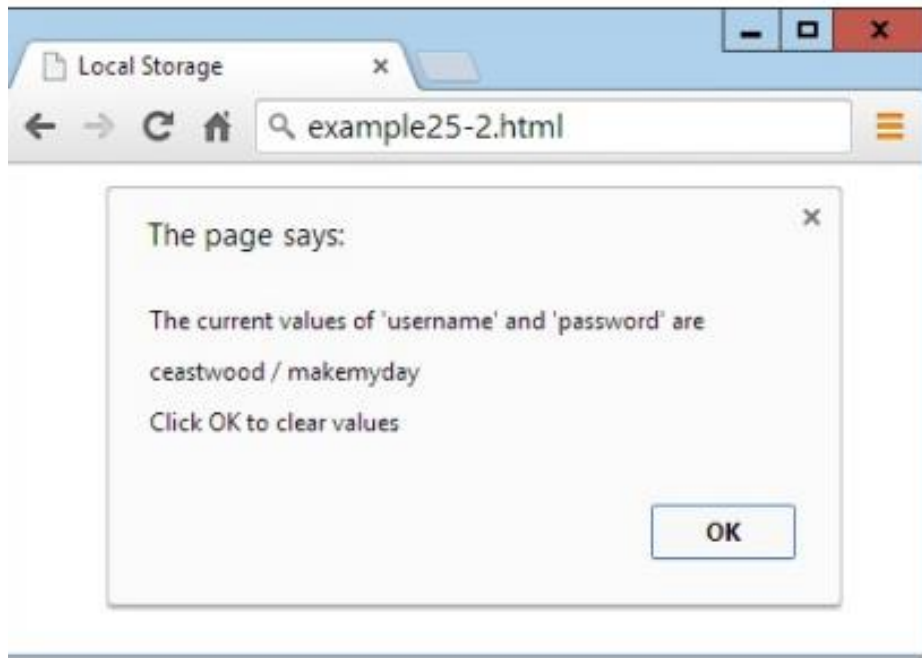 Local Storage
example25-2.html
The page says:
The current values of 'username' and 'password' are
ceastwood / makemyday
Click OK to clear values
OK